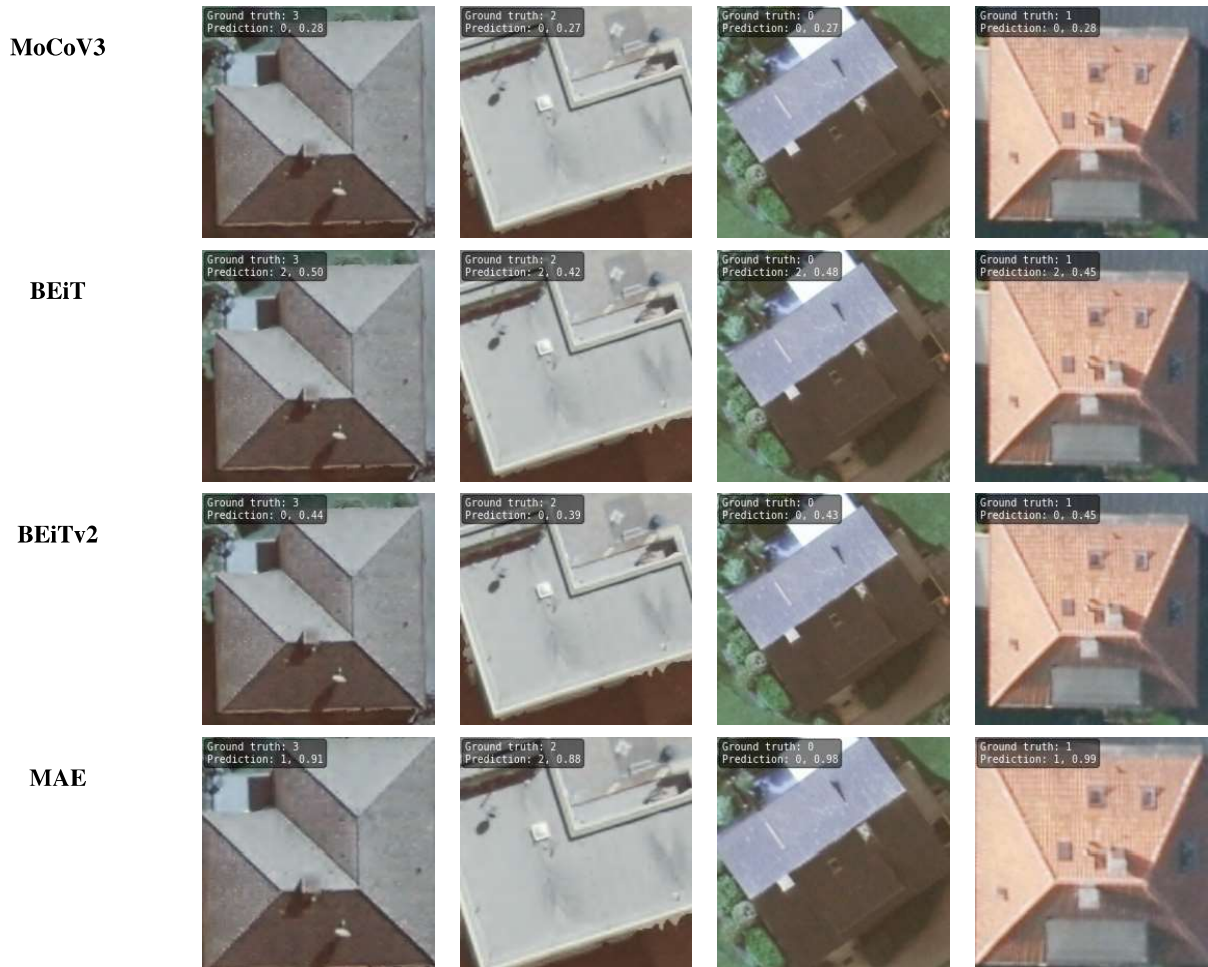 MoCoV3
Ground truth: 3
Prediction: 0, 0.28
Ground truth: 2
Prediction: 0, 0.27
Ground truth: 0
Prediction: 0, 0.27
Ground truth: 1
Prediction: 0, 0.28
BEiT
Ground truth: 3
Prediction: 2, 0.50
Ground truth: 2
Prediction: 2, 0.42
Ground truth: 0
Prediction: 2, 0.48
Ground truth: 1
Prediction: 2, 0.45
BEiTv2
Ground truth: 3
Prediction: 0, 0.44
Ground truth: 2
Prediction: 0, 0.39
Ground truth: 0
Prediction: 0, 0.43
Ground truth: 1
Prediction: 0, 0.45
MAE
Ground truth: 3
Prediction: 1, 0.91
Ground truth: 2
Prediction: 2, 0.88
Ground truth: 0
Prediction: 0, 0.98
Ground truth: 1
Prediction: 1, 0.99